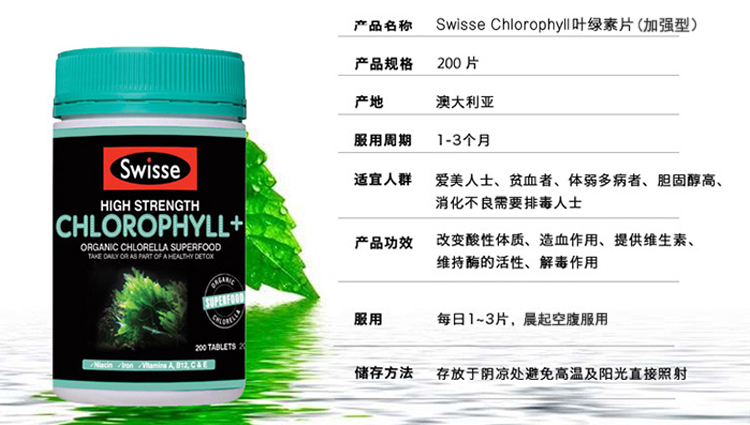 Swisse
HIGH STRENGTH
CHLOROPHYLL+
ORGANIC CHLORELLA SUPERFOOD
TAKE DAILY OR AS PART OF A HEALTHY DETOX
ORGANIC
SUPERFOOD
CHLORELLA
200 TABLETS
✓Niacin ✓Iron ✓Vitamins A, B12, C & E
产品名称 Swisse Chlorophyll叶绿素片(加强型)
产品规格 200 片
产地 澳大利亚
服用周期 1-3个月
适宜人群 爱美人士、贫血者、体弱多病者、胆固醇高、
消化不良需要排毒人士
产品功效 改变酸性体质、造血作用、提供维生素、
维持酶的活性、解毒作用
服用 每日1~3片，晨起空腹服用
储存方法 存放于阴凉处避免高温及阳光直接照射